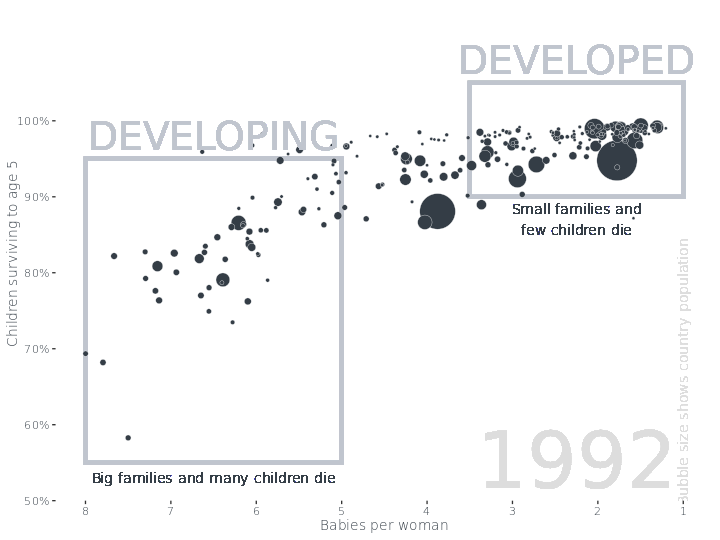 DEVELOPED
DEVELOPING
100%
90%
80%
70%
60%
50%
Children surviving to age 5
Small families and
few children die
Big families and many children die
1992
Bubble size shows country population
8
7
6
5
4
3
2
1
Babies per woman